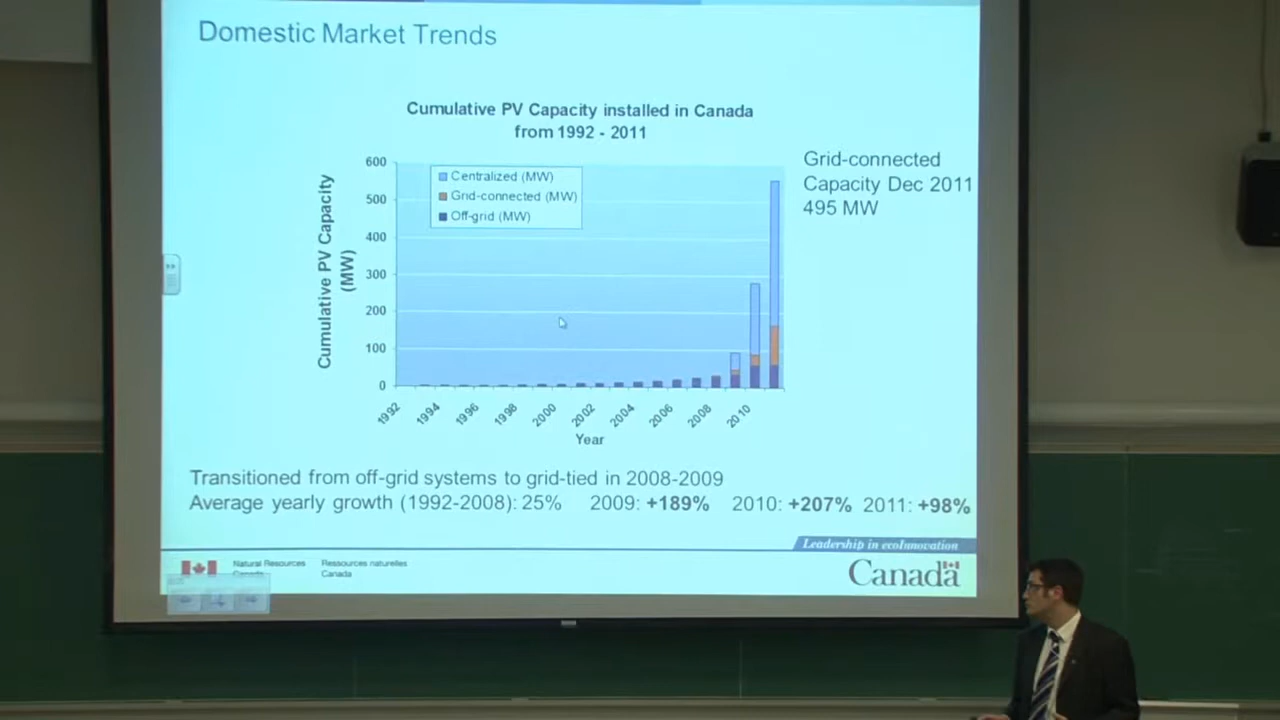 Domestic Market Trends
Cumulative PV Capacity installed in Canada
from 1992 - 2011
Cumulative PV Capacity
(MW)
600
500
400
300
200
100
0
Centralized (MW)
Grid-connected (MW)
Off-grid (MW)
1992
1994
1996
1998
2000
2002
2004
2006
2008
2010
Year
Grid-connected
Capacity Dec 2011
495 MW
Transitioned from off-grid systems to grid-tied in 2008-2009
Average yearly growth (1992-2008): 25% 2009: +189% 2010: +207% 2011: +98%
Leadership in ecoInnovation
Natural Resources
Canada
Ressources naturelles
Canada
Canada